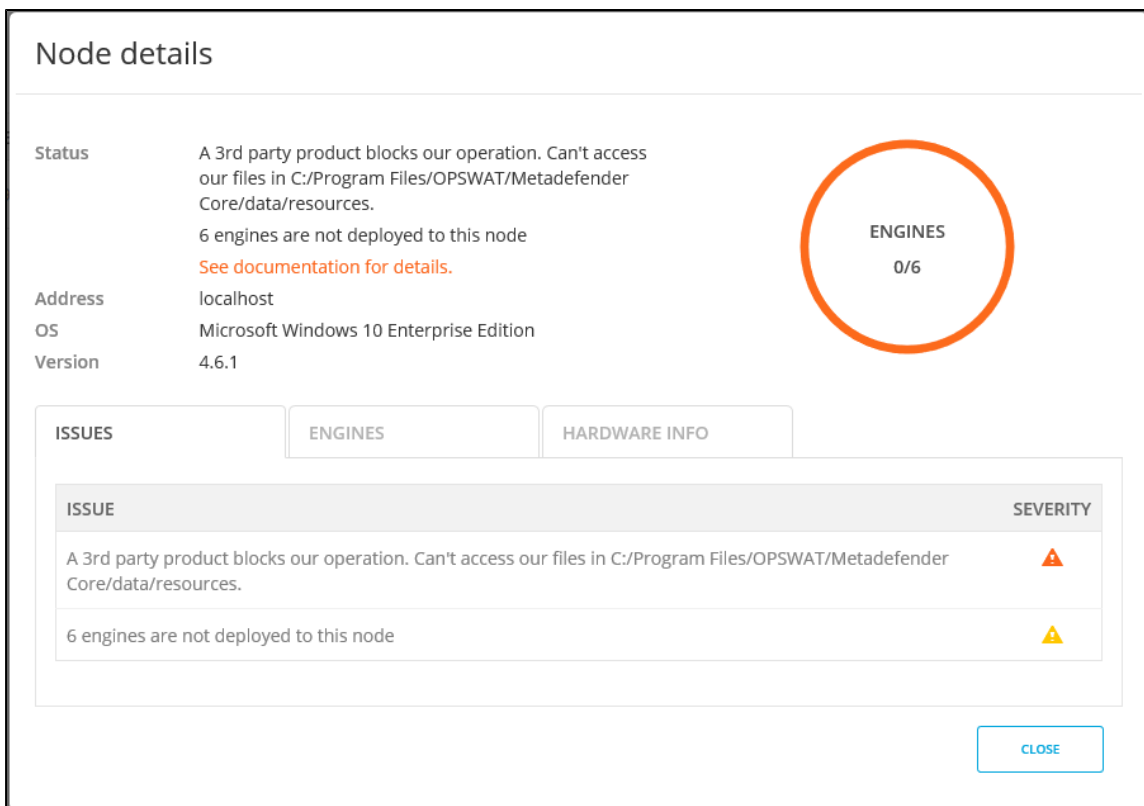 Node details
Status
A 3rd party product blocks our operation. Can't access
our files in C:/Program Files/OPSWAT/Metadefender
Core/data/resources.
6 engines are not deployed to this node
See documentation for details.
ENGINES
0/6
Address localhost
OS Microsoft Windows 10 Enterprise Edition
Version 4.6.1
ISSUES ENGINES HARDWARE INFO
ISSUE SEVERITY
A 3rd party product blocks our operation. Can't access our files in C:/Program Files/OPSWAT/Metadefender
Core/data/resources.
6 engines are not deployed to this node
CLOSE